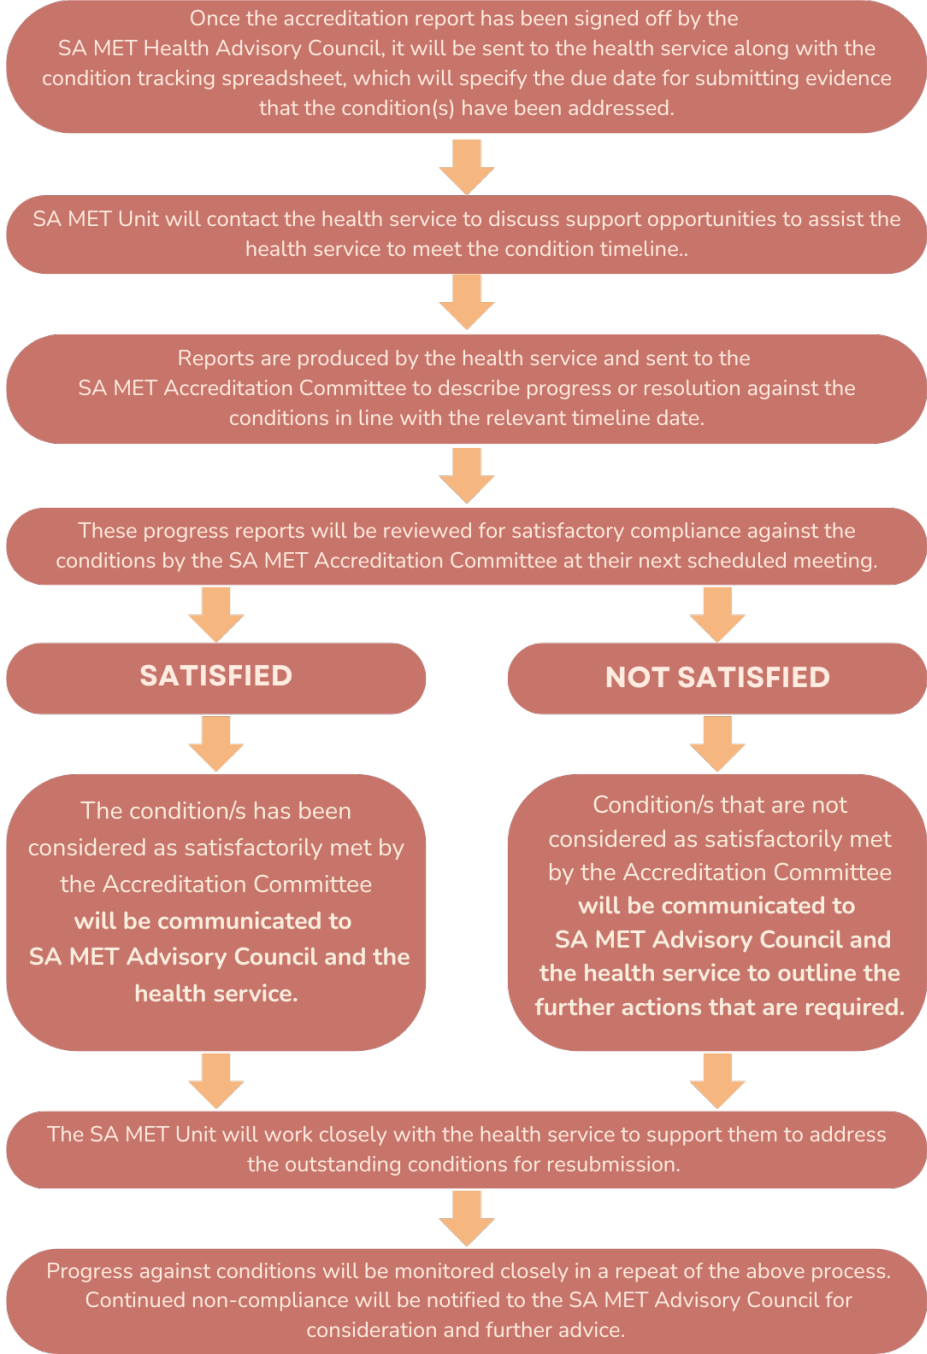 Once the accreditation report has been signed off by the
SA MET Health Advisory Council, it will be sent to the health service along with the
condition tracking spreadsheet, which will specify the due date for submitting evidence
that the condition(s) have been addressed.
SA MET Unit will contact the health service to discuss support opportunities to assist the
health service to meet the condition timeline..
Reports are produced by the health service and sent to the
SA MET Accreditation Committee to describe progress or resolution against the
conditions in line with the relevant timeline date.
These progress reports will be reviewed for satisfactory compliance against the
conditions by the SA MET Accreditation Committee at their next scheduled meeting.
SATISFIED
The condition/s has been
considered as satisfactorily met by
the Accreditation Committee
will be communicated to
SA MET Advisory Council and the
health service.
NOT SATISFIED
Condition/s that are not
considered as satisfactorily met
by the Accreditation Committee
will be communicated to
SA MET Advisory Council and
the health service to outline the
further actions that are required.
The SA MET Unit will work closely with the health service to support them to address
the outstanding conditions for resubmission.
Progress against conditions will be monitored closely in a repeat of the above process.
Continued non-compliance will be notified to the SA MET Advisory Council for
consideration and further advice.